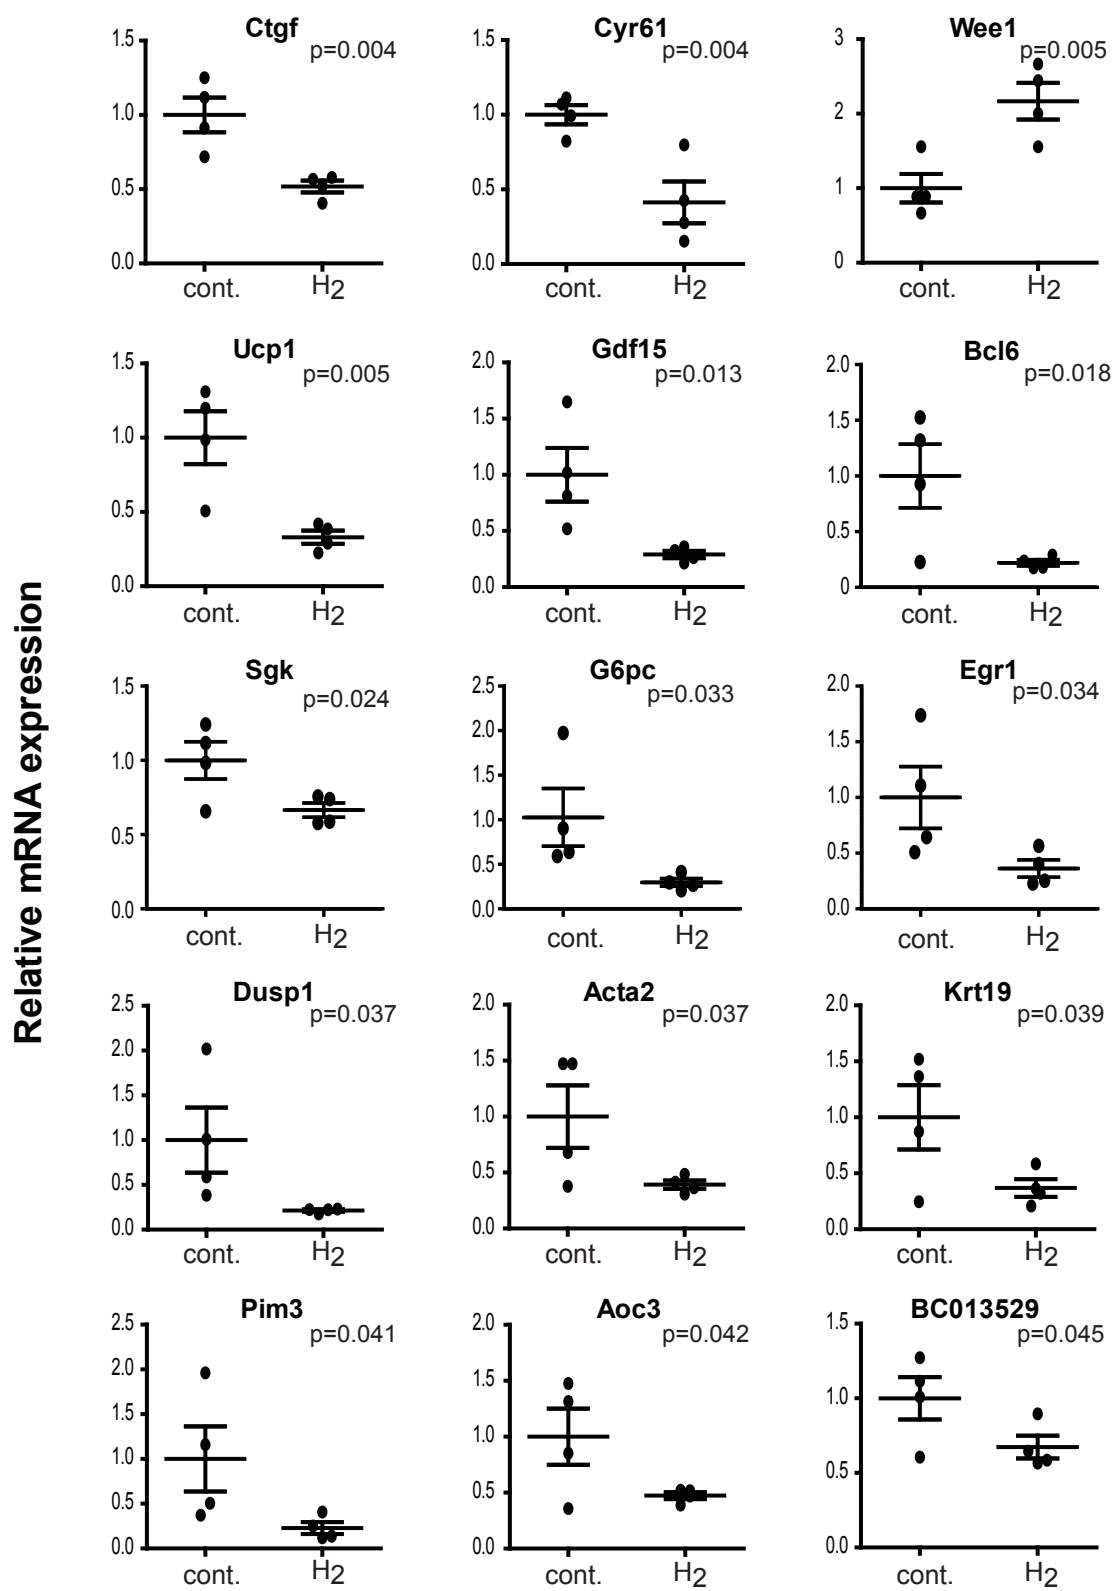 Relative mRNA expression
Ctgf
p=0.004
1.5
1.0
0.5
0.0
cont.
H2
Cyr61
p=0.004
1.5
1.0
0.5
0.0
cont.
H2
Wee1
p=0.005
3
2
1
0
cont.
H2
Ucp1
p=0.005
1.5
1.0
0.5
0.0
cont.
H2
Gdf15
p=0.013
2.0
1.5
1.0
0.5
0
cont.
H2
Bcl6
p=0.018
2.0
1.5
1.0
0.5
0
cont.
H2
Sgk
p=0.024
1.5
1.0
0.5
0.0
cont.
H2
G6pc
p=0.033
2.5
2.0
1.5
1.0
0.5
0.0
cont.
H2
Egr1
p=0.034
2.0
1.5
1.0
0.5
0.0
cont.
H2
Dusp1
p=0.037
2.5
2.0
1.5
1.0
0.5
0.0
cont.
H2
Acta2
p=0.037
2.0
1.5
1.0
0.5
0.0
cont.
H2
Krt19
p=0.039
2.0
1.5
1.0
0.5
0.0
cont.
H2
Pim3
p=0.041
2.5
2.0
1.5
1.0
0.5
0.0
cont.
H2
Aoc3
p=0.042
2.0
1.5
1.0
0.5
0.0
cont.
H2
BC013529
p=0.045
1.5
1.0
0.5
0.0
cont.
H2